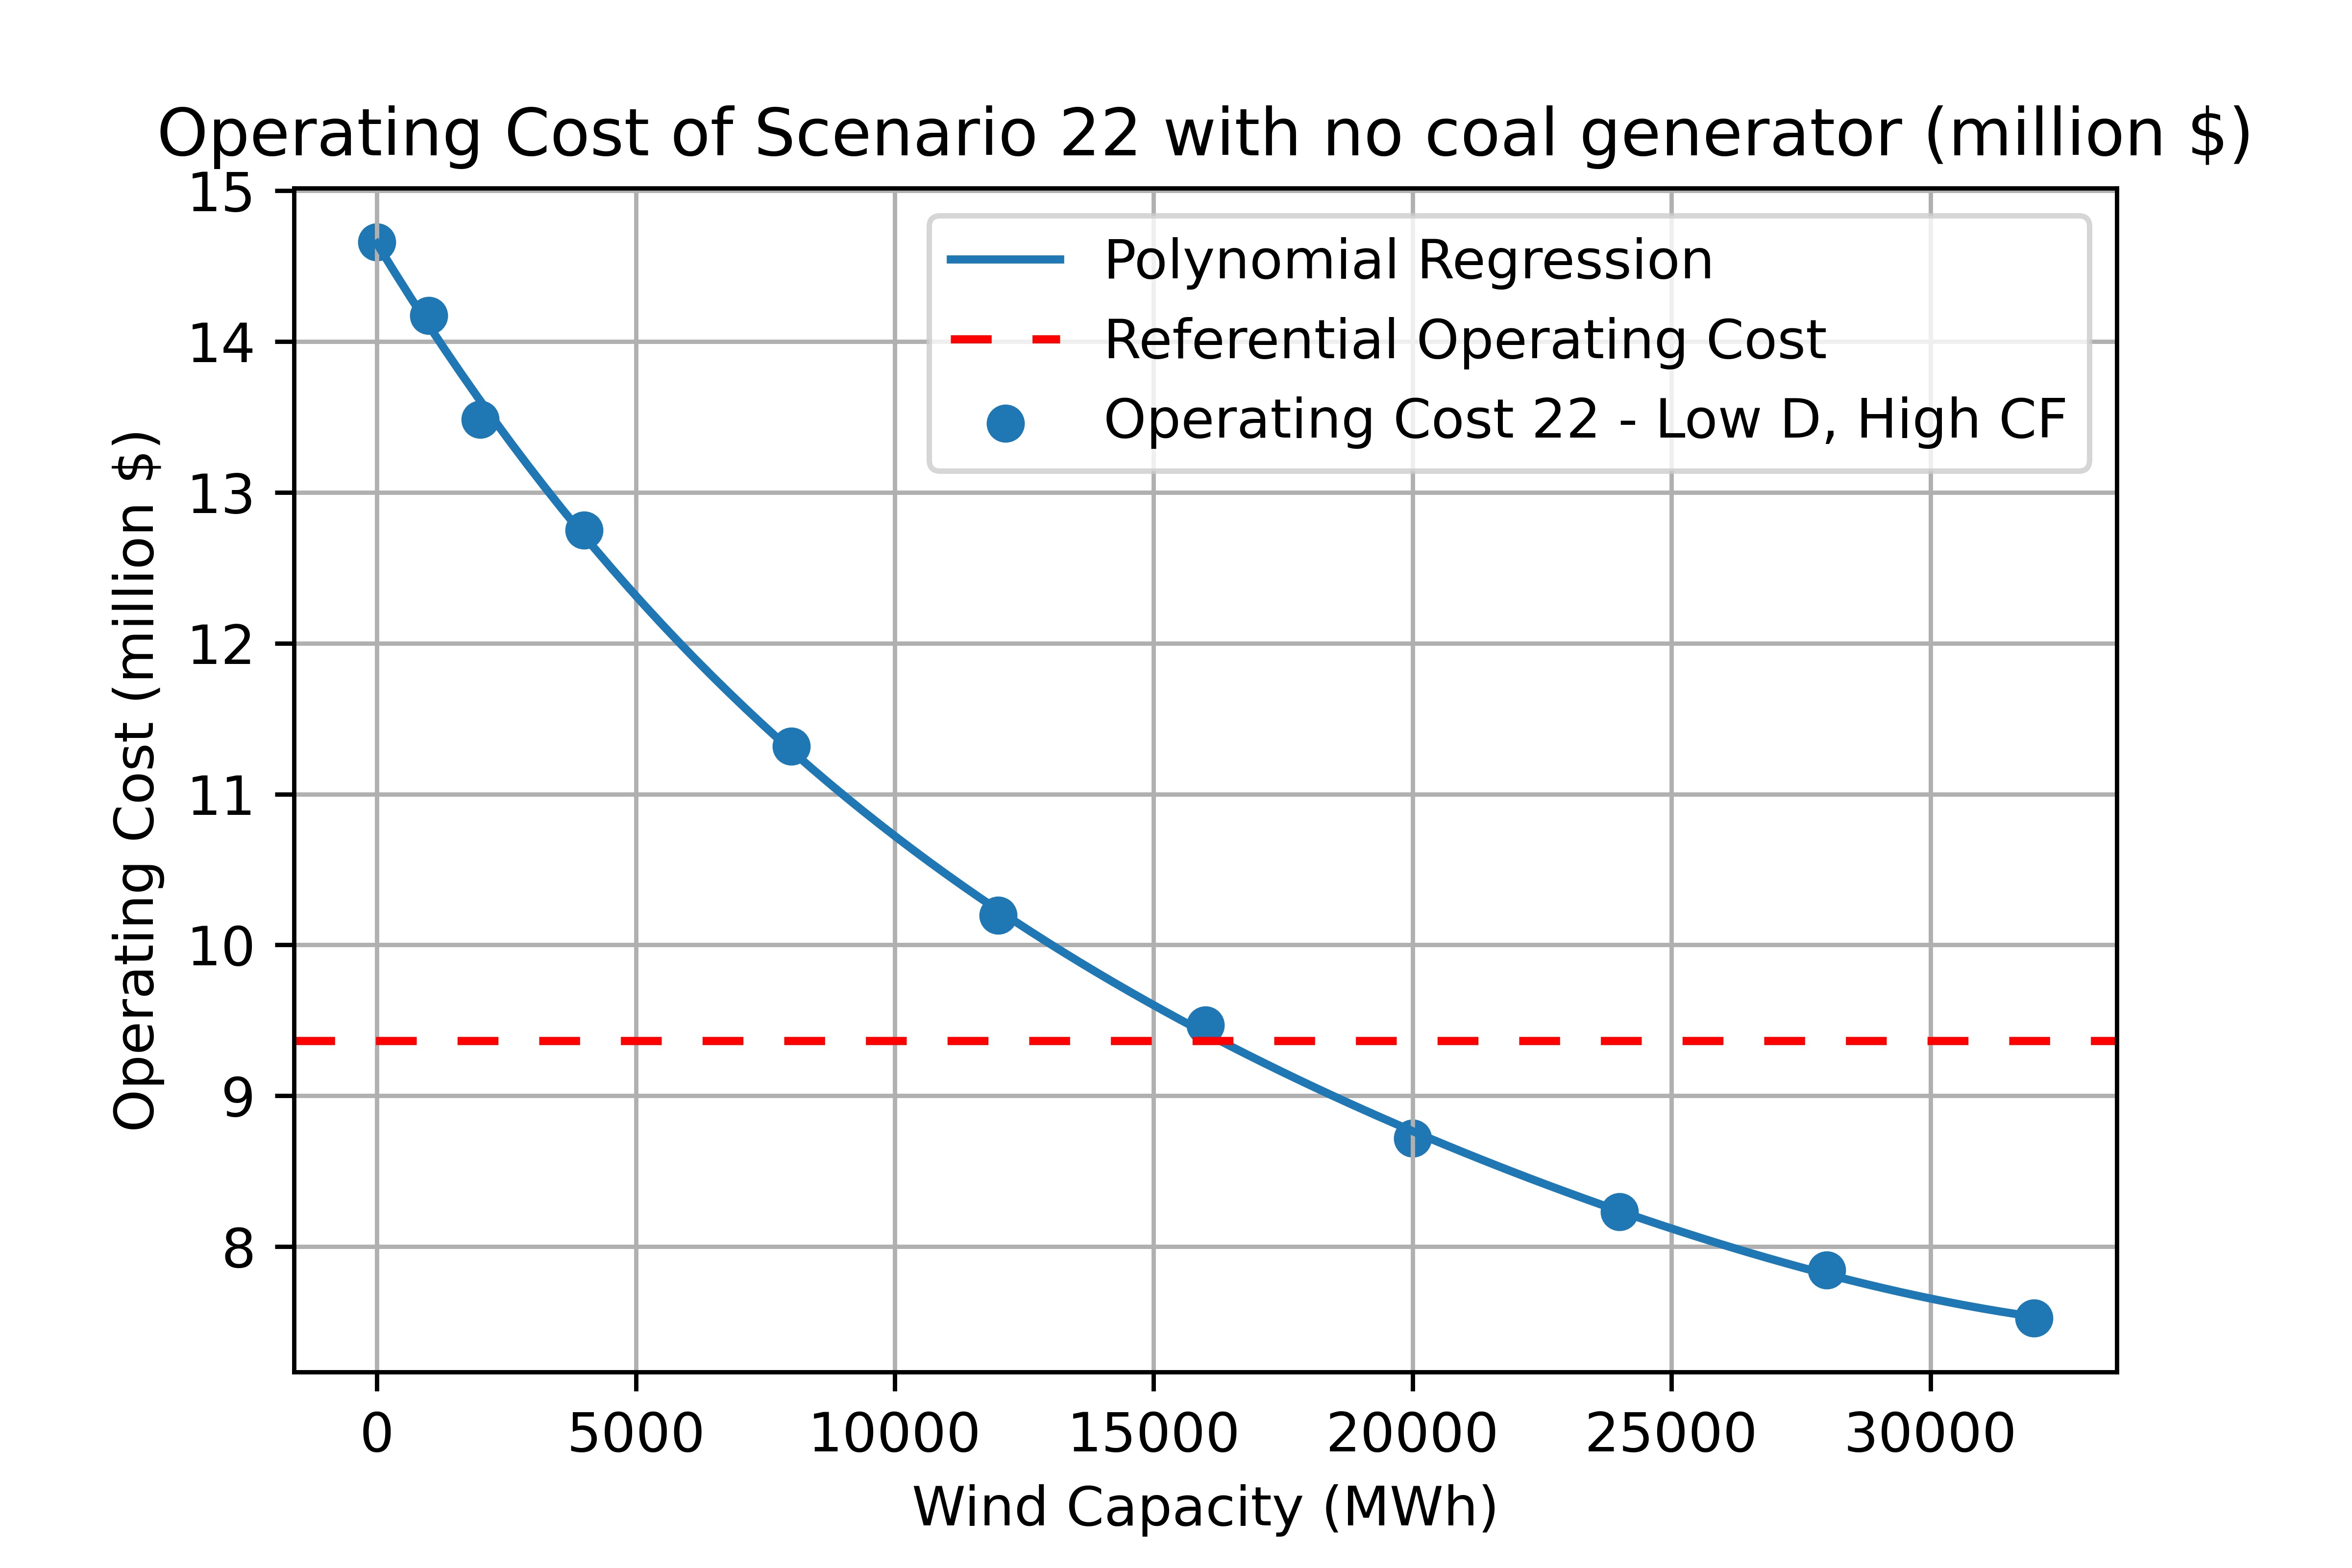 Operating Cost of Scenario 22 with no coal generator (million $)
15
14
13
12
11
10
9
8
Operating Cost (million $)
Polynomial Regression
Referential Operating Cost
Operating Cost 22 - Low D, High CF
0 5000 10000 15000 20000 25000 30000
Wind Capacity (MWh)